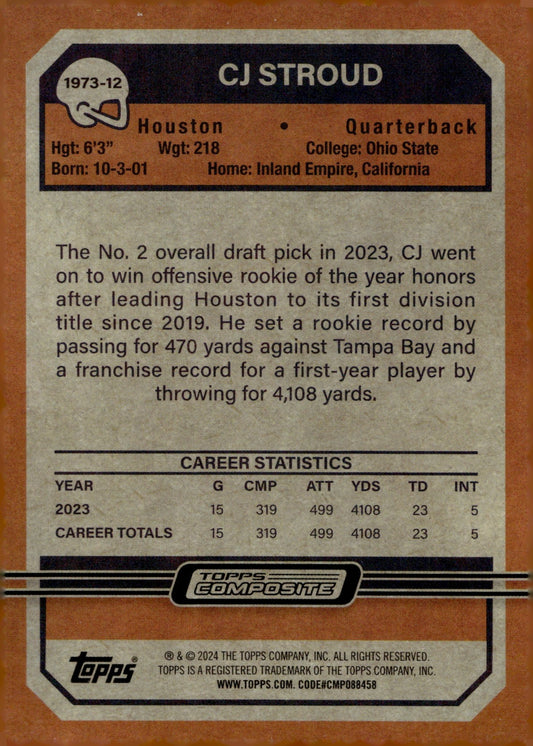 1973-12
CJ STROUD
Houston • Quarterback
Hgt: 6'3" Wgt: 218 College: Ohio State
Born: 10-3-01 Home: Inland Empire, California
The No. 2 overall draft pick in 2023, CJ went
on to win offensive rookie of the year honors
after leading Houston to its first division
title since 2019. He set a rookie record by
passing for 470 yards against Tampa Bay and
a franchise record for a first-year player by
throwing for 4,108 yards.
CAREER STATISTICS
YEAR G CMP ATT YDS TD INT
2023 15 319 499 4108 23 5
CAREER TOTALS 15 319 499 4108 23 5
TOPPS
COMPOSITE
topps
® & © 2024 THE TOPPS COMPANY, INC. ALL RIGHTS RESERVED.
TOPPS IS A REGISTERED TRADEMARK OF THE TOPPS COMPANY, INC.
WWW.TOPPS.COM. CODE#CMP088458